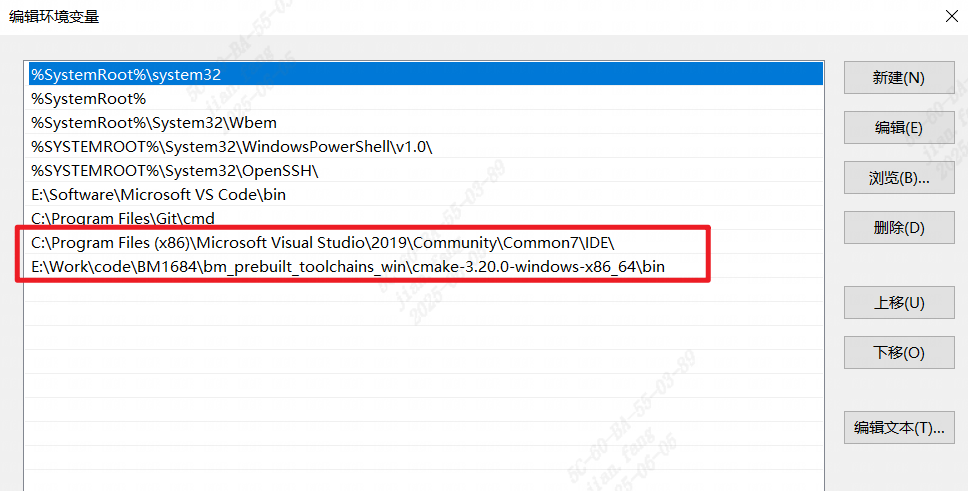 编辑环境变量
%SystemRoot%\system32
%SystemRoot%
%SystemRoot%\System32\Wbem
%SYSTEMROOT%\System32\WindowsPowerShell\v1.0\
%SYSTEMROOT%\System32\OpenSSH\
E:\Software\Microsoft VS Code\bin
C:\Program Files\Git\cmd
C:\Program Files (x86)\Microsoft Visual Studio\2019\Community\Common7\IDE\
E:\Work\code\BM1684\bm_prebuilt_toolchains_win\cmake-3.20.0-windows-x86_64\bin
新建(N)
编辑(E)
浏览(B)...
删除(D)
上移(U)
下移(O)
编辑文本(T)...
5C-60-BA-55-03-89
jian.fang
2025-06-05